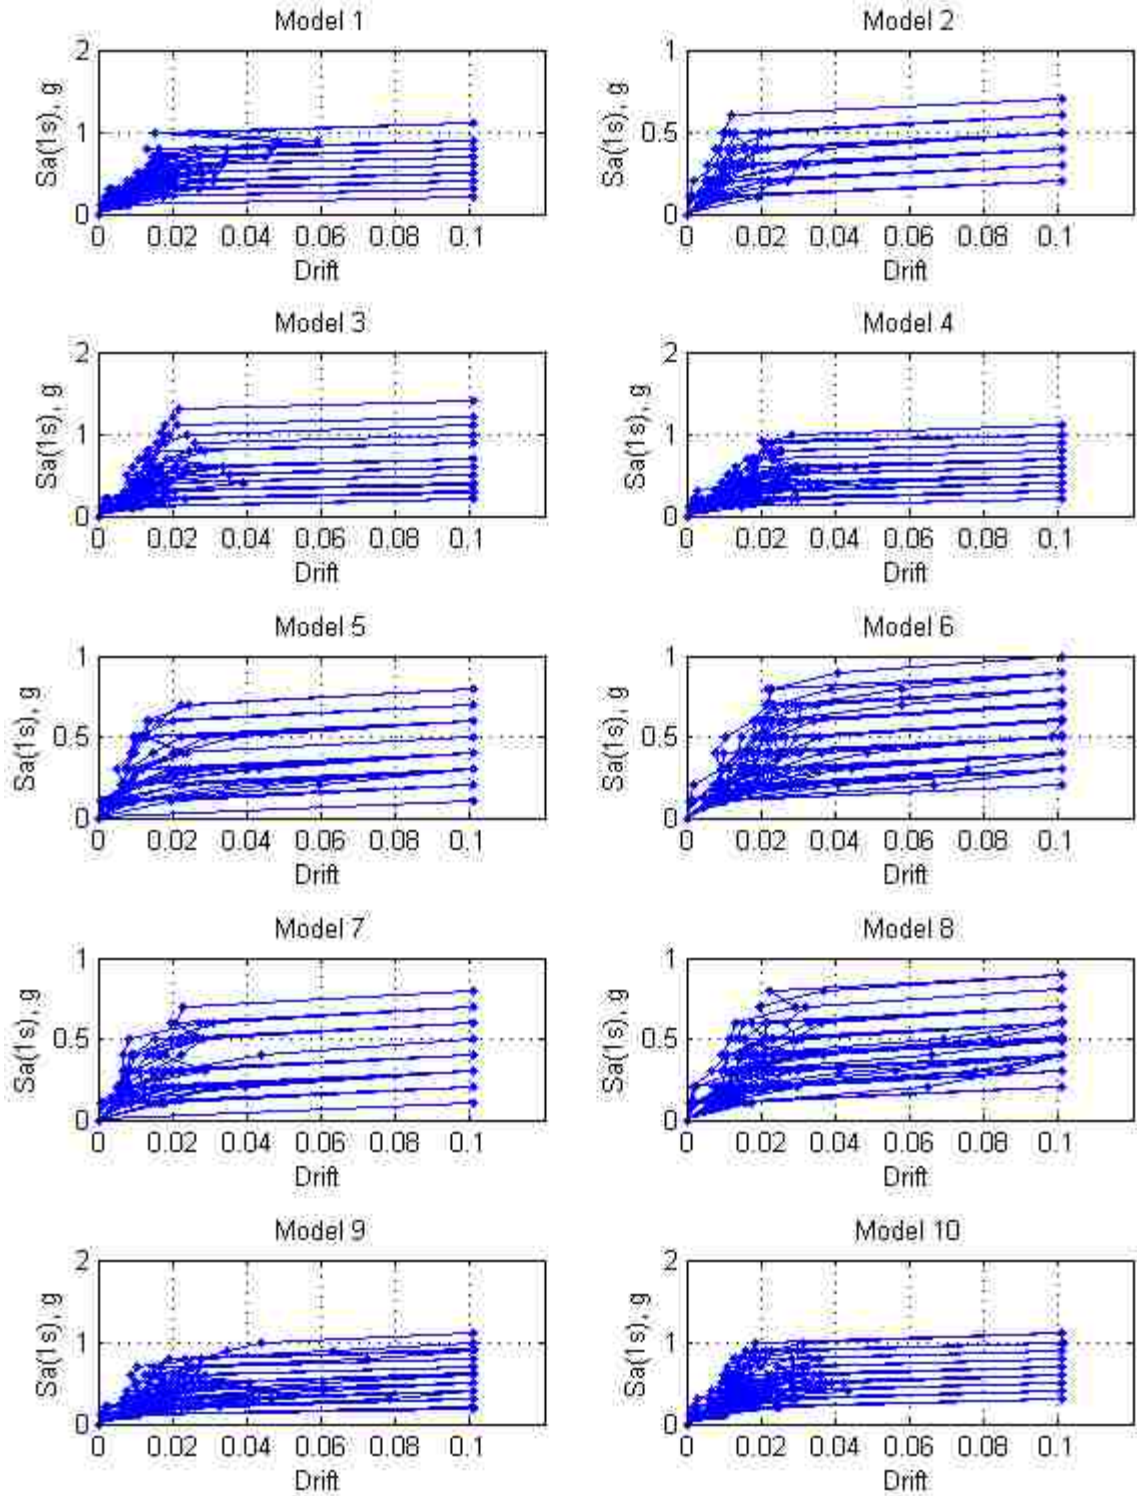 Model 1
2
1
0
Sa(1s), g
0 0.02 0.04 0.06 0.08 0.1
Drift
Model 2
1
0.5
0
Sa(1s), g
0 0.02 0.04 0.06 0.08 0.1
Drift
Model 3
2
1
0
Sa(1s), g
0 0.02 0.04 0.06 0.08 0.1
Drift
Model 4
2
1
0
Sa(1s), g
0 0.02 0.04 0.06 0.08 0.1
Drift
Model 5
1
0.5
0
Sa(1s), g
0 0.02 0.04 0.06 0.08 0.1
Drift
Model 6
1
0.5
0
Sa(1s), g
0 0.02 0.04 0.06 0.08 0.1
Drift
Model 7
1
0.5
0
Sa(1s),g
0 0.02 0.04 0.06 0.08 0.1
Drift
Model 8
1
0.5
0
Sa(1s), g
0 0.02 0.04 0.06 0.08 0.1
Drift
Model 9
2
1
0
Sa(1s), g
0 0.02 0.04 0.06 0.08 0.1
Drift
Model 10
2
1
0
Sa(1s), g
0 0.02 0.04 0.06 0.08 0.1
Drift